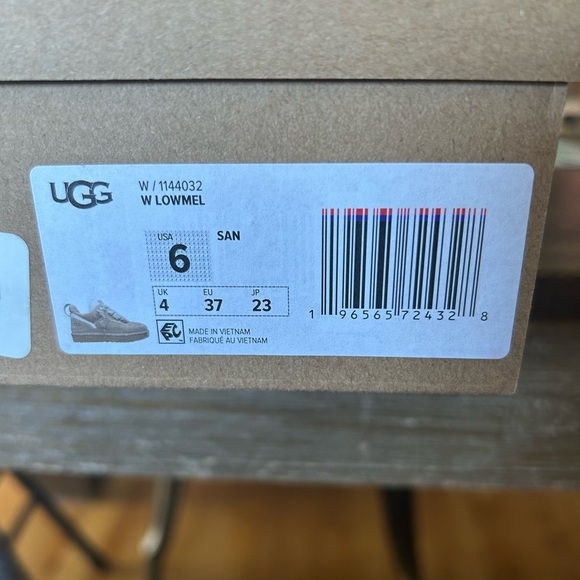 UGG
W / 1144032
W LOWMEL
USA
6
SAN
UK EU JP
4 37 23
MADE IN VIETNAM
FABRIQUÉ AU VIETNAM
1 96565 72432 8